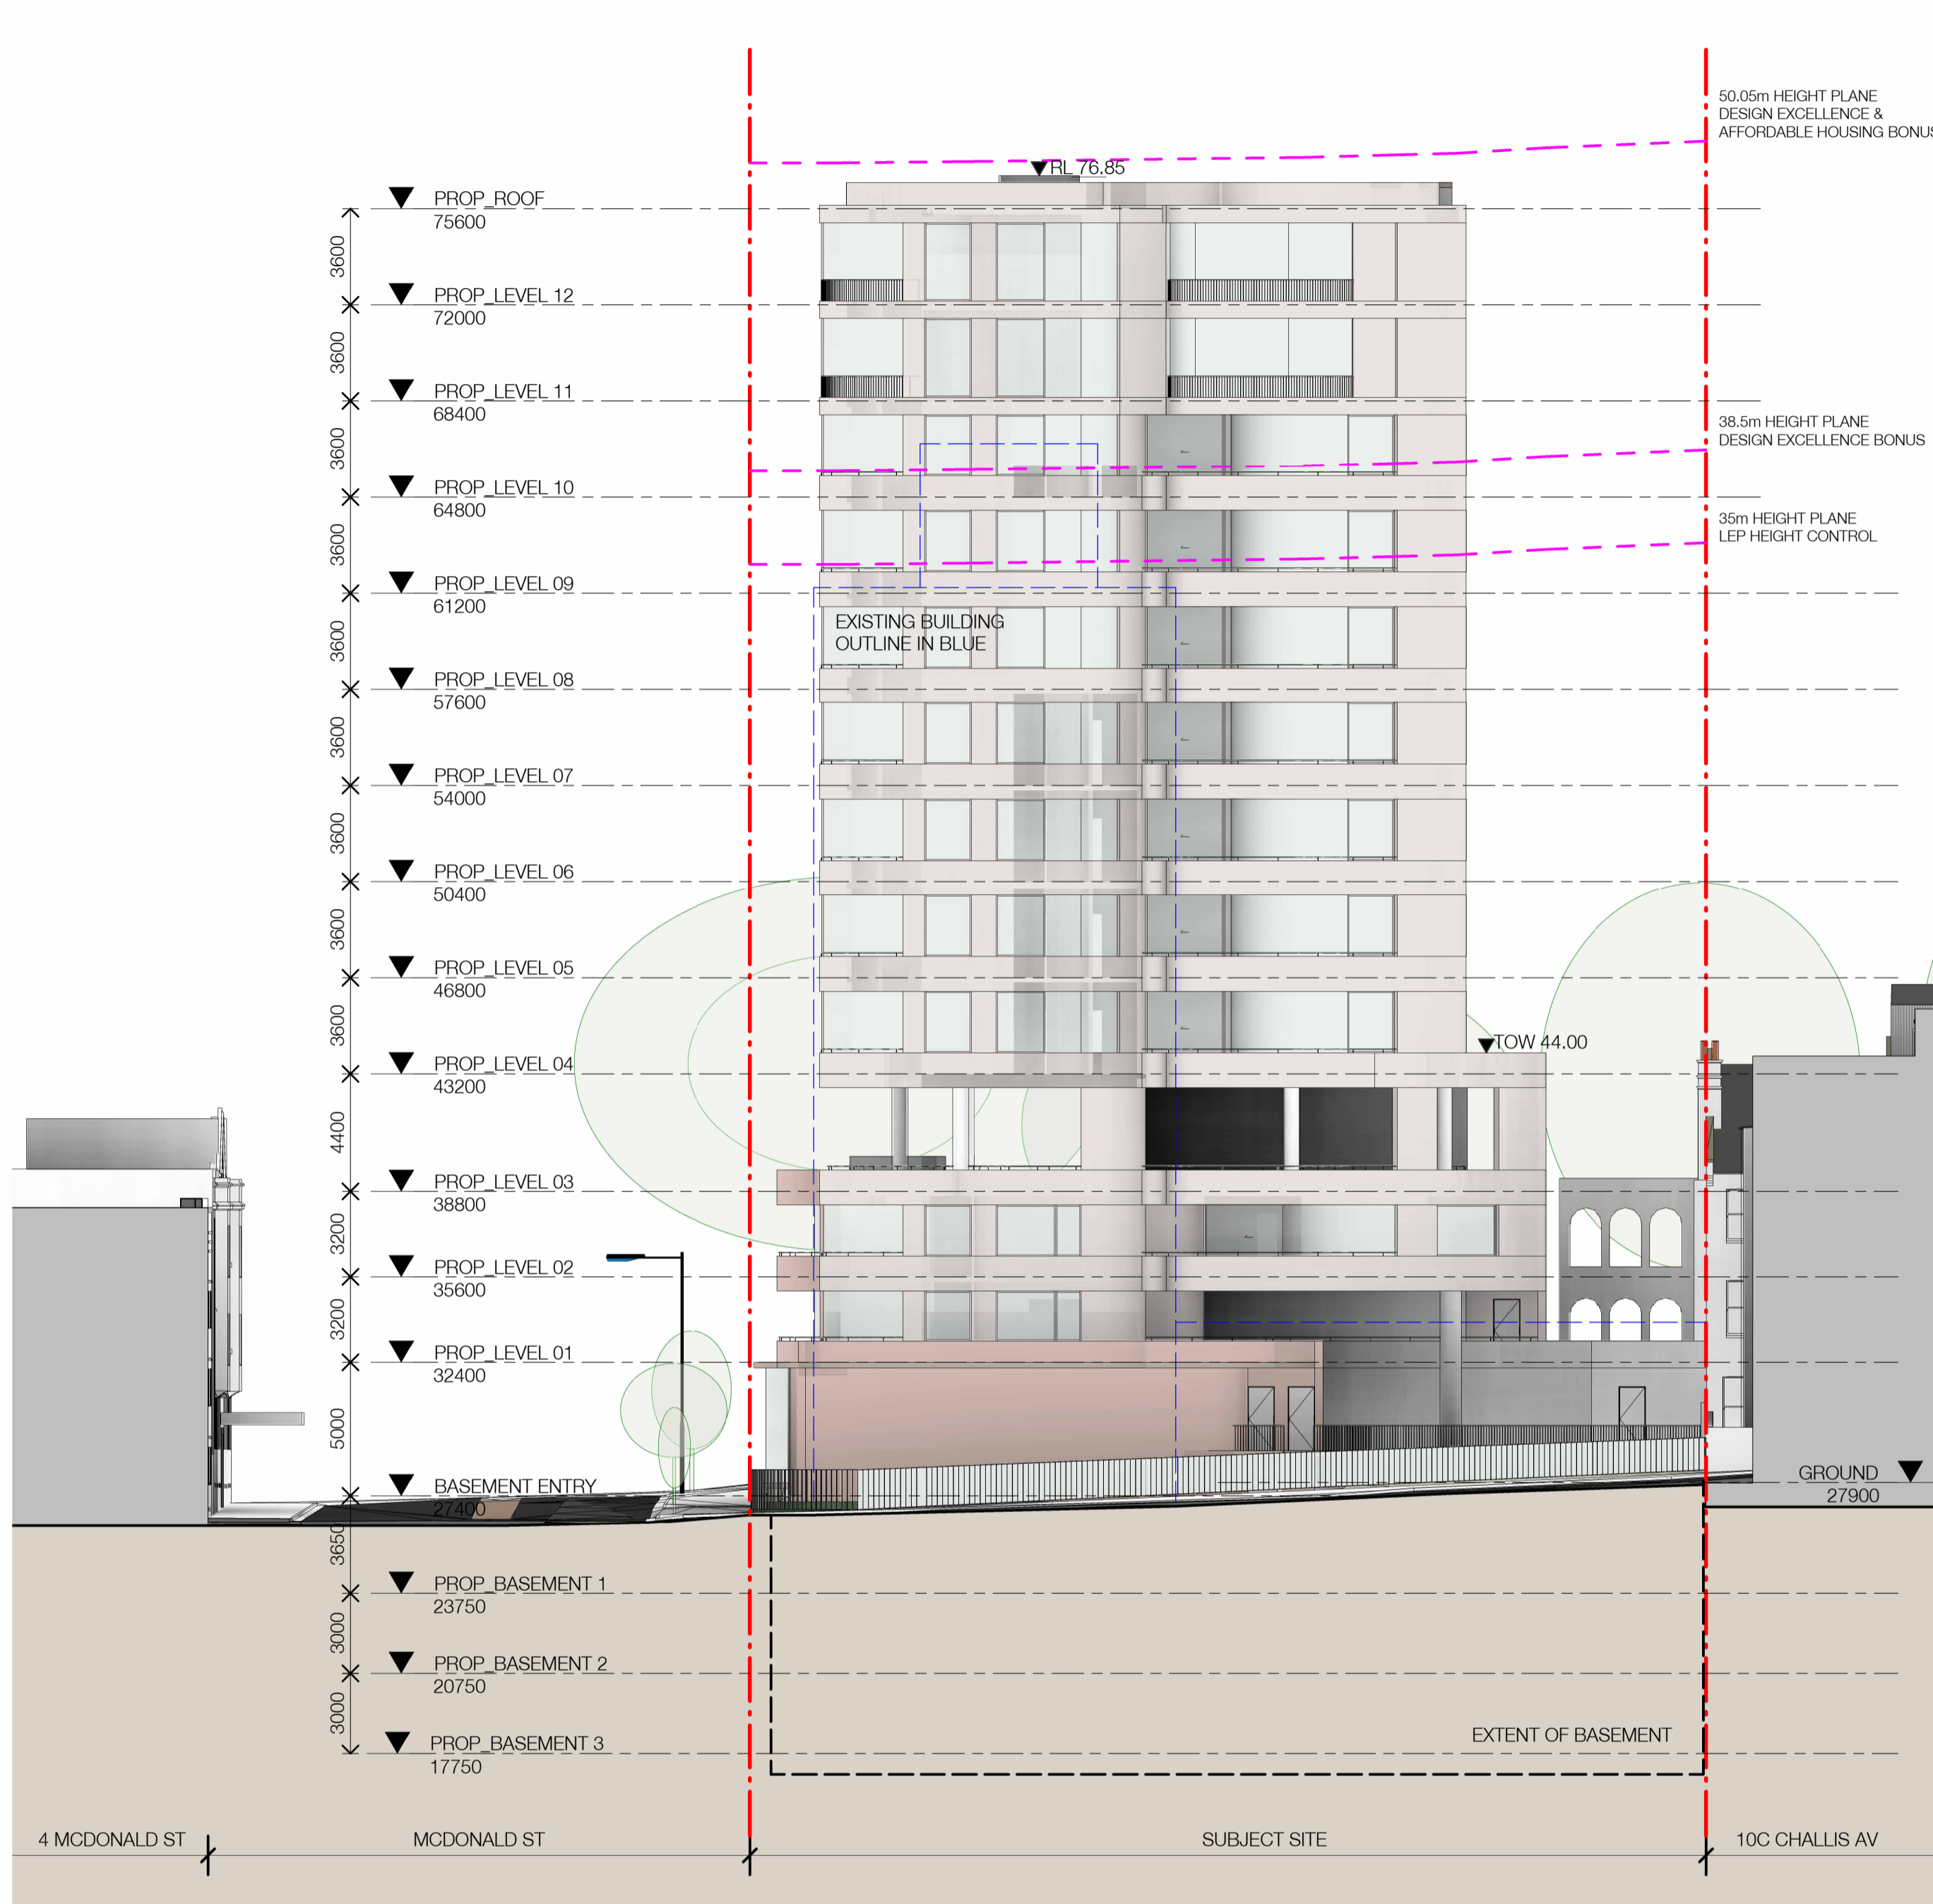 50.05m HEIGHT PLANE
DESIGN EXCELLENCE &
AFFORDABLE HOUSING BONUS
RL 76.85
PROP_ROOF
75600
3600
PROP_LEVEL 12
72000
3600
PROP_LEVEL 11
68400
3600
38.5m HEIGHT PLANE
DESIGN EXCELLENCE BONUS
PROP_LEVEL 10
64800
3600
35m HEIGHT PLANE
LEP HEIGHT CONTROL
PROP_LEVEL 09
61200
EXISTING BUILDING
OUTLINE IN BLUE
3600
PROP_LEVEL 08
57600
3600
PROP_LEVEL 07
54000
3600
PROP_LEVEL 06
50400
3600
PROP_LEVEL 05
46800
3600
TOW 44.00
PROP_LEVEL 04
43200
4400
PROP_LEVEL 03
38800
3200
PROP_LEVEL 02
35600
3200
PROP_LEVEL 01
32400
5000
BASEMENT ENTRY
27400
GROUND
27900
3650
PROP_BASEMENT 1
23750
3000
PROP_BASEMENT 2
20750
3000
PROP_BASEMENT 3
17750
EXTENT OF BASEMENT
4 MCDONALD ST
MCDONALD ST
SUBJECT SITE
10C CHALLIS AV